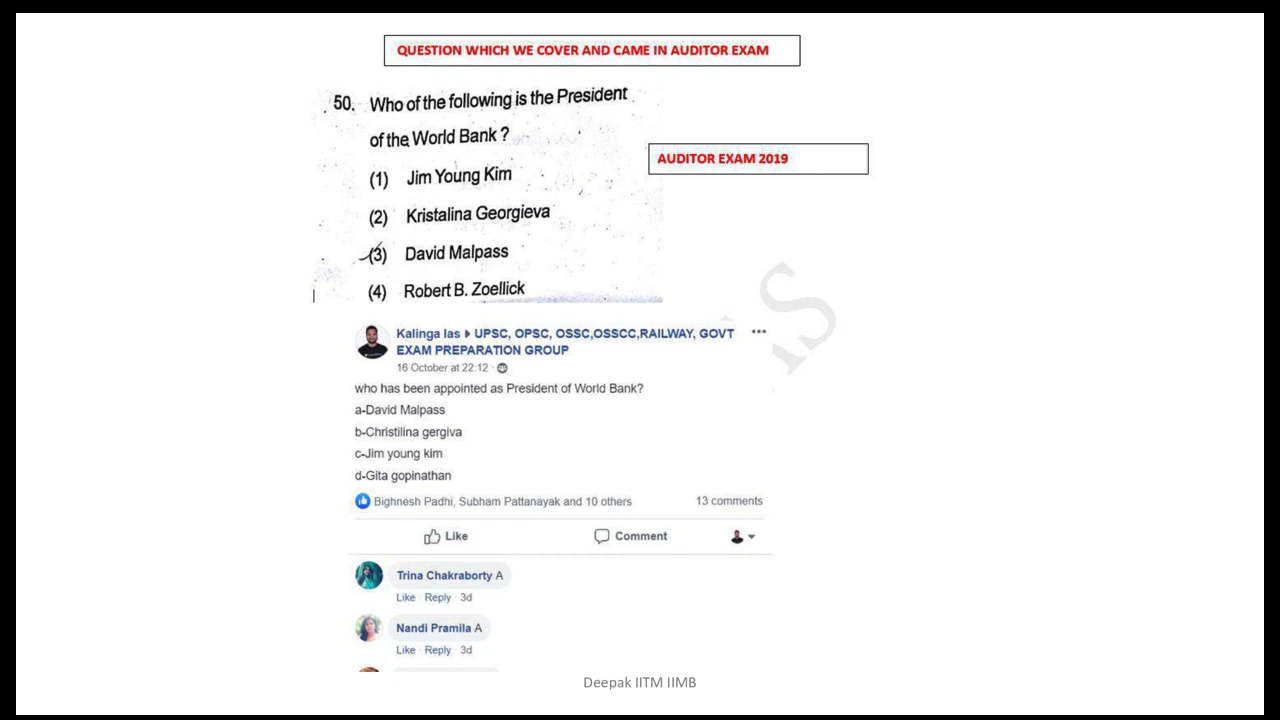 QUESTION WHICH WE COVER AND CAME IN AUDITOR EXAM
50. Who of the following is the President
of the World Bank ?
(1) Jim Young Kim
(2) Kristalina Georgieva
(3) David Malpass
(4) Robert B. Zoellick
AUDITOR EXAM 2019
Kalinga Ias ▸ UPSC, OPSC, OSSC,OSSCC,RAILWAY, GOVT
EXAM PREPARATION GROUP
16 October at 22:12
who has been appointed as President of World Bank?
a-David Malpass
b-Christilina gergiva
c-Jim young kim
d-Gita gopinathan
Bighnesh Padhi, Subham Pattanayak and 10 others 13 comments
Like Comment
Trina Chakraborty A
Like · Reply · 3d
Nandi Pramila A
Like · Reply · 3d
Deepak IITM IIMB